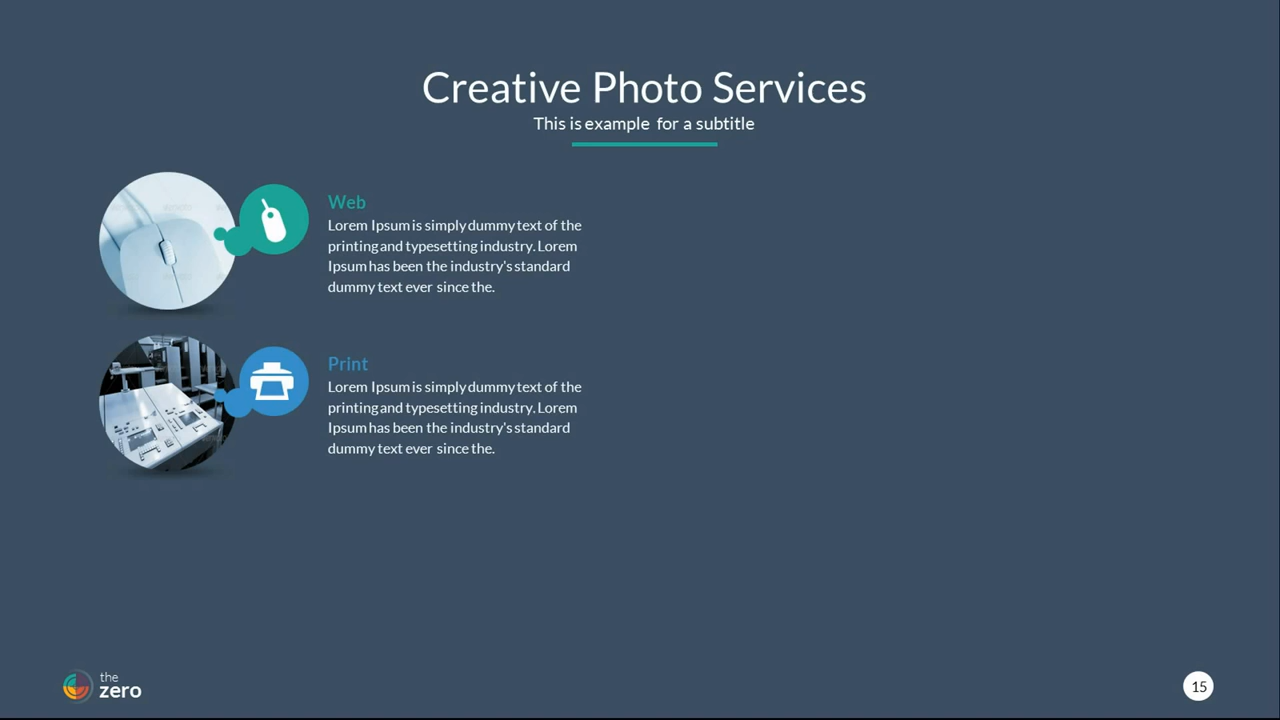 Creative Photo Services
This is example for a subtitle
Web
Lorem Ipsum is simply dummy text of the
printing and typesetting industry. Lorem
Ipsum has been the industry's standard
dummy text ever since the.
Print
Lorem Ipsum is simply dummy text of the
printing and typesetting industry. Lorem
Ipsum has been the industry's standard
dummy text ever since the.
the
zero
15